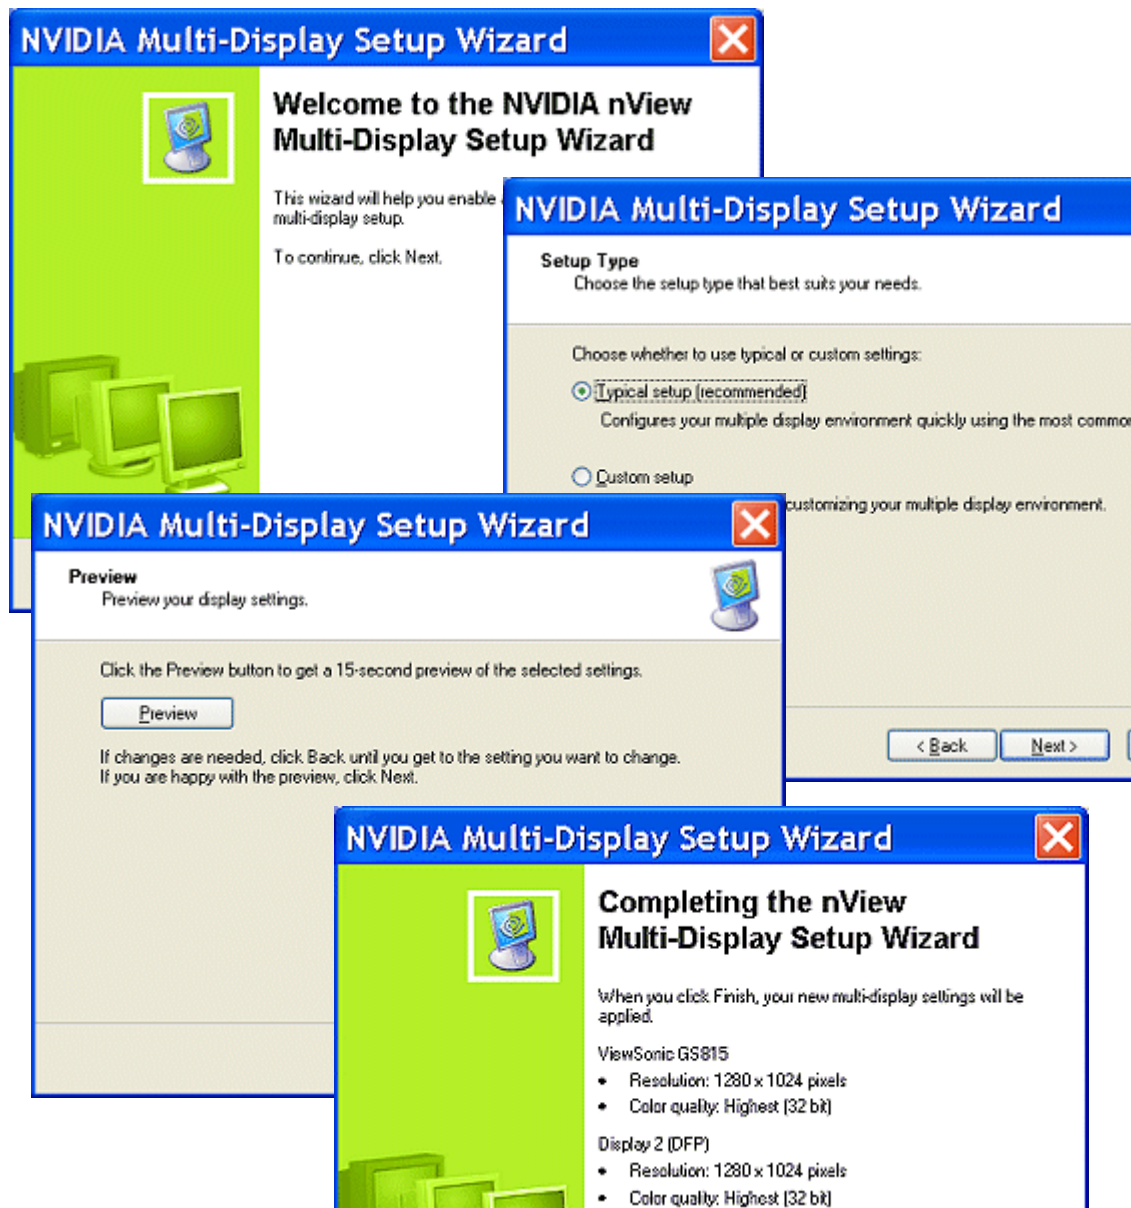 NVIDIA Multi-Display Setup Wizard
Welcome to the NVIDIA nView
Multi-Display Setup Wizard
This wizard will help you enable
multi-display setup.
To continue, click Next.
NVIDIA Multi-Display Setup Wizard
Setup Type
Choose the setup type that best suits your needs.
Choose whether to use typical or custom settings:
Typical setup (recommended)
Configures your multiple display environment quickly using the most common
Custom setup
customizing your multiple display environment.
< Back
Next >
NVIDIA Multi-Display Setup Wizard
Preview
Preview your display settings.
Click the Preview button to get a 15-second preview of the selected settings.
Preview
If changes are needed, click Back until you get to the setting you want to change.
If you are happy with the preview, click Next.
NVIDIA Multi-Display Setup Wizard
Completing the nView
Multi-Display Setup Wizard
When you click Finish, your new multi-display settings will be
applied.
ViewSonic GS815
• Resolution: 1280 x 1024 pixels
• Color quality: Highest (32 bit)
Display 2 (DFP)
• Resolution: 1280 x 1024 pixels
• Color quality: Highest (32 bit)